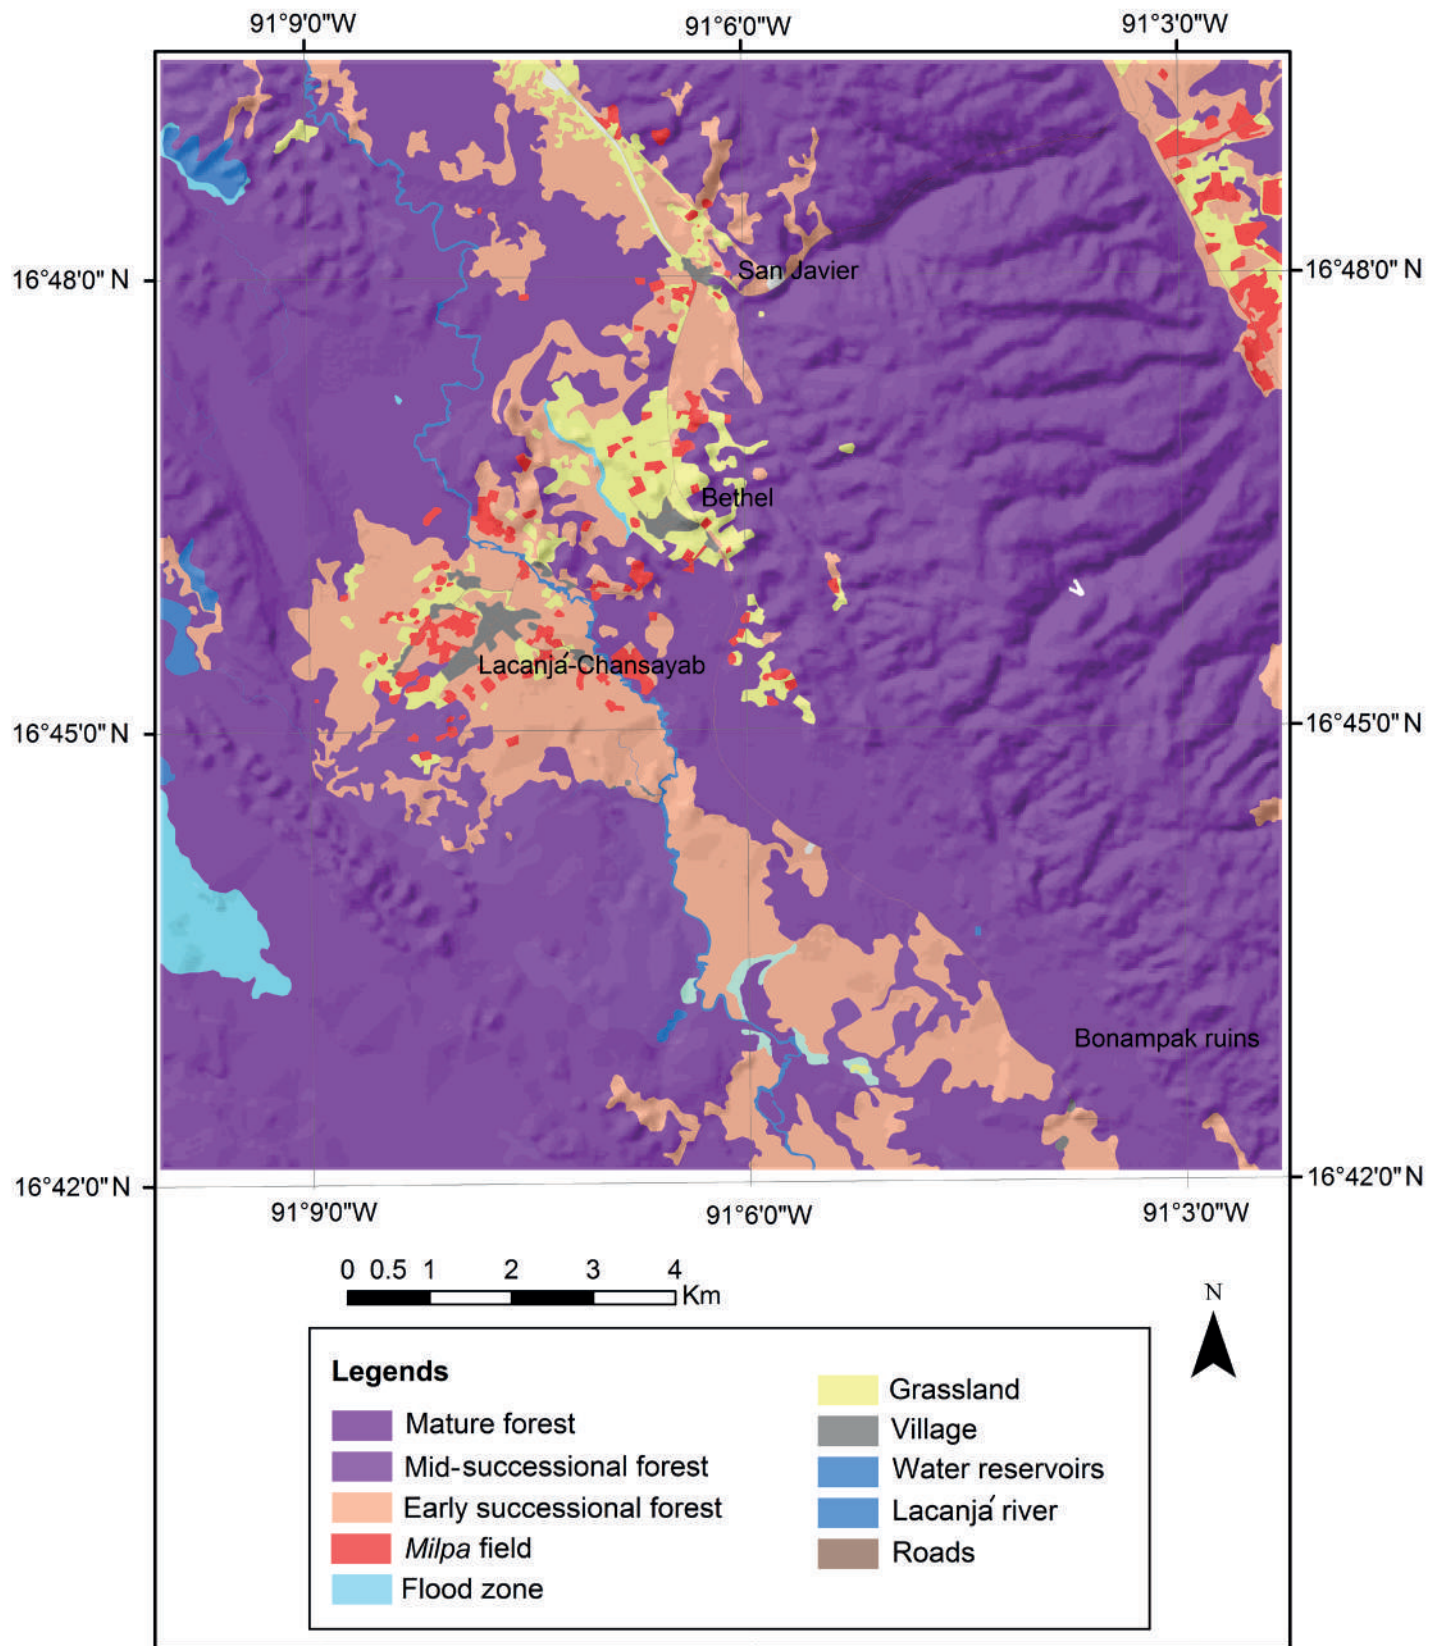 91°9'0"W 91°6'0"W 91°3'0"W
16°48'0" N San Javier 16°48'0" N
Bethel
Lacanjá-Chansayab
16°45'0" N 16°45'0" N
Bonampak ruins
16°42'0" N 16°42'0" N
91°9'0"W 91°6'0"W 91°3'0"W
0 0.5 1 2 3 4
Km
N
Legends
Mature forest
Mid-successional forest
Early successional forest
Milpa field
Flood zone
Grassland
Village
Water reservoirs
Lacanjá river
Roads